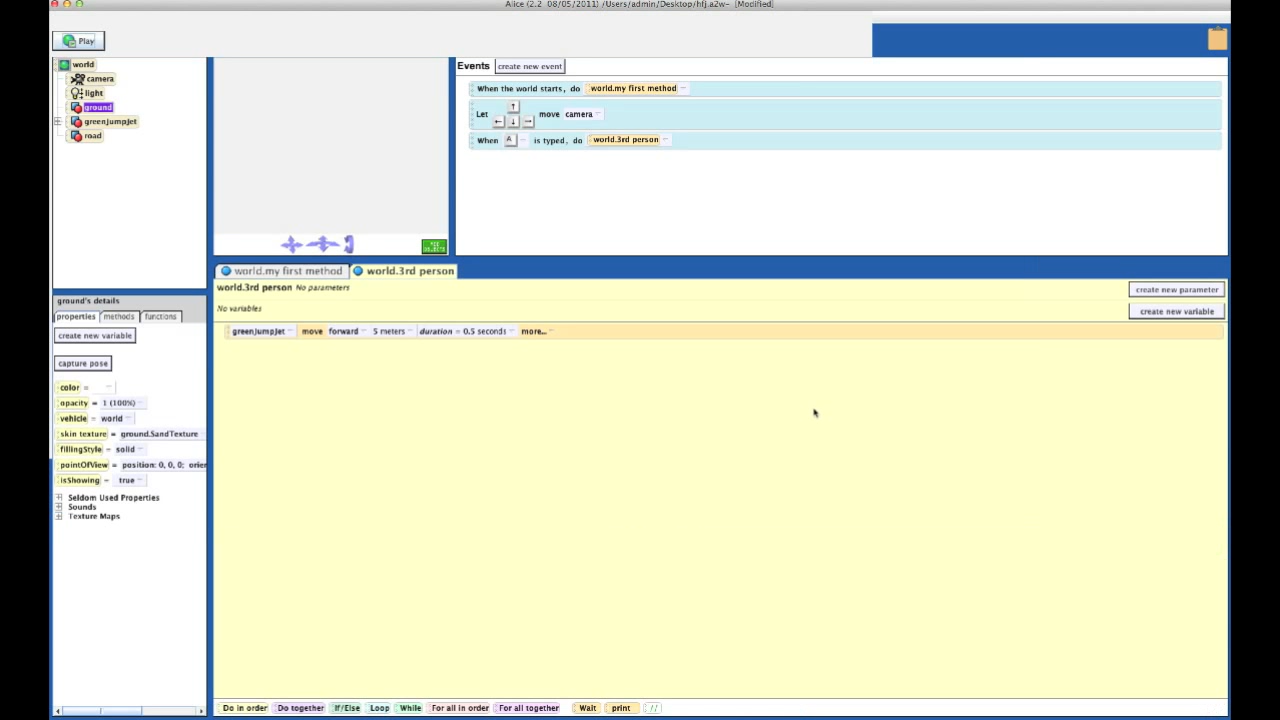 Alice (2.2 08/05/2011) /Users/admin/Desktop/hfj.a2w- [Modified]
Play
world
camera
light
ground
greenJumpJet
road
Events create new event
When the world starts, do world.my first method
Let move camera
When A is typed, do world.3rd person
ground's details
properties methods functions
create new variable
capture pose
color =
opacity = 1 (100%)
vehicle = world
skin texture = ground.SandTexture
fillingStyle = solid
pointOfView = position: 0, 0, 0; orien
isShowing = true
Seldom Used Properties
Sounds
Texture Maps
world.my first method world.3rd person
world.3rd person No parameters
create new parameter
No variables
create new variable
greenJumpJet move forward 5 meters duration = 0.5 seconds more...
Do in order Do together If/Else Loop While For all in order For all together Wait print //